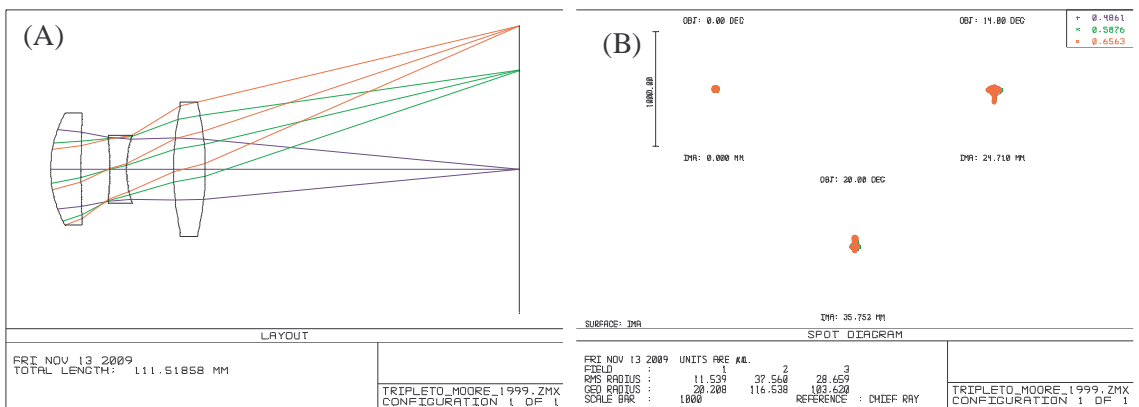 (A)
LAYOUT
FRI NOV 13 2009
TOTAL LENGTH: 111.51858 MM
TRIPLETO_MOORE_1999.ZMX
CONFIGURATION 1 OF 1
(B)
OBJ: 0.00 DEG
OBJ: 14.00 DEG
+ 0.4861
× 0.5876
□ 0.6563
1000.00
IMA: 0.000 MM
IMA: 24.710 MM
OBJ: 20.00 DEG
IMA: 35.752 MM
SURFACE: IMA
SPOT DIAGRAM
FRI NOV 13 2009 UNITS ARE µm.
FIELD : 1 2 3
RMS RADIUS : 11.539 37.560 28.659
GEO RADIUS : 20.208 116.538 103.620
SCALE BAR : 1000 REFERENCE : CHIEF RAY
TRIPLETO_MOORE_1999.ZMX
CONFIGURATION 1 OF 1